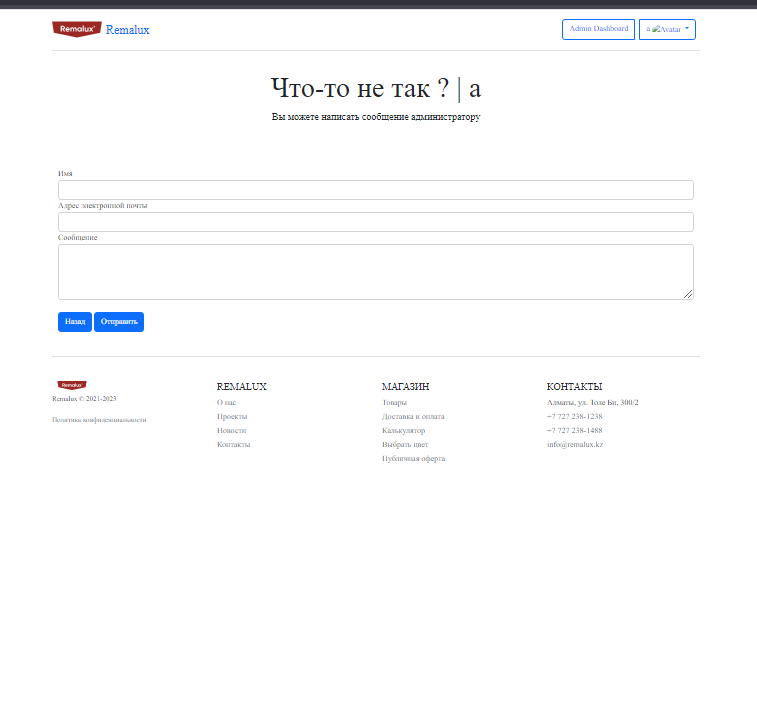 Remalux Remalux
Admin Dashboard
a Avatar
Что-то не так ? | a
Вы можете написать сообщение администратору
Имя
Адрес электронной почты
Сообщение
Назад Отправить
Remalux
Remalux © 2021-2023
Политика конфиденциальности
REMALUX
О нас
Проекты
Новости
Контакты
МАГАЗИН
Товары
Доставка и оплата
Калькулятор
Выбрать цвет
Публичная оферта
КОНТАКТЫ
Алматы, ул. Толе Би, 300/2
+7 727 238-1238
+7 727 238-1488
info@remalux.kz